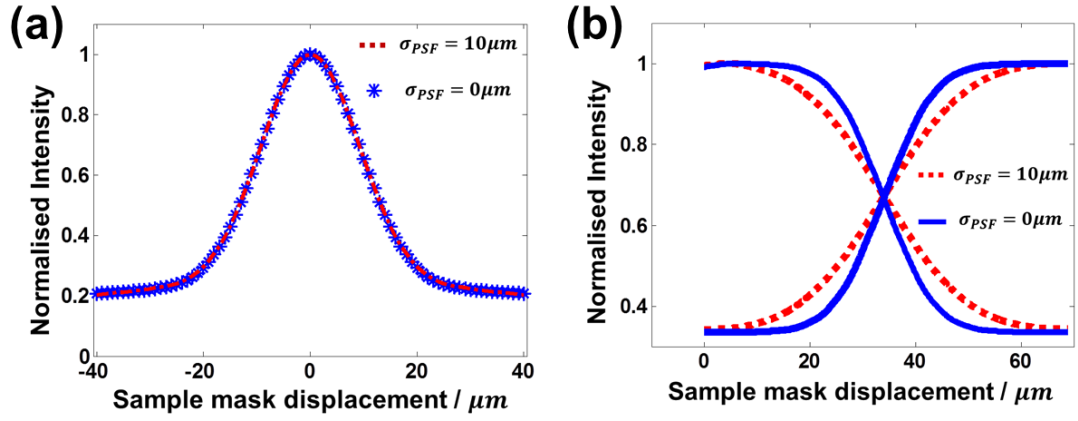 (a)
Normalised Intensity
1
0.8
0.6
0.4
0.2
0
-40
-20
0
20
40
Sample mask displacement / μm
σPSF = 10μm
σPSF = 0μm
(b)
Normalised Intensity
1
0.8
0.6
0.4
0
20
40
60
Sample mask displacement / μm
σPSF = 10μm
σPSF = 0μm